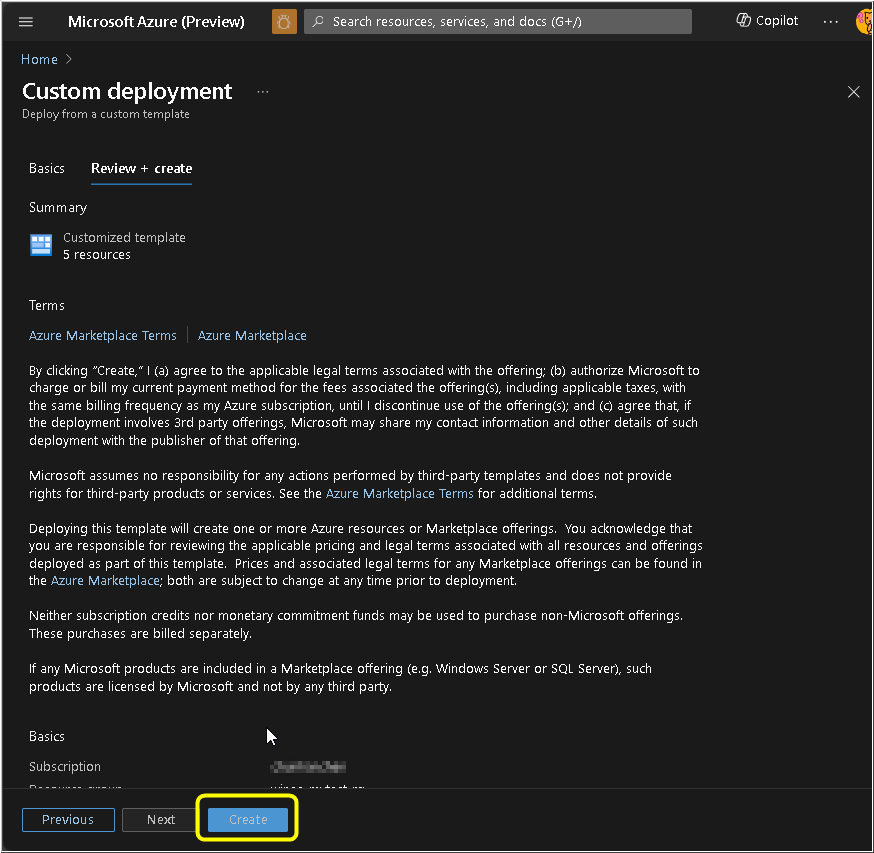 Microsoft Azure (Preview)
Search resources, services, and docs (G+/)
Copilot
Home
Custom deployment
Deploy from a custom template
Basics
Review + create
Summary
Customized template
5 resources
Terms
Azure Marketplace Terms
Azure Marketplace
By clicking "Create," I (a) agree to the applicable legal terms associated with the offering; (b) authorize Microsoft to
charge or bill my current payment method for the fees associated the offering(s), including applicable taxes, with
the same billing frequency as my Azure subscription, until I discontinue use of the offering(s); and (c) agree that, if
the deployment involves 3rd party offerings, Microsoft may share my contact information and other details of such
deployment with the publisher of that offering.
Microsoft assumes no responsibility for any actions performed by third-party templates and does not provide
rights for third-party products or services. See the Azure Marketplace Terms for additional terms.
Deploying this template will create one or more Azure resources or Marketplace offerings.  You acknowledge that
you are responsible for reviewing the applicable pricing and legal terms associated with all resources and offerings
deployed as part of this template.  Prices and associated legal terms for any Marketplace offerings can be found in
the Azure Marketplace; both are subject to change at any time prior to deployment.
Neither subscription credits nor monetary commitment funds may be used to purchase non-Microsoft offerings.
These purchases are billed separately.
If any Microsoft products are included in a Marketplace offering (e.g. Windows Server or SQL Server), such
products are licensed by Microsoft and not by any third party.
Basics
Subscription
Resource group
Previous
Next
Create